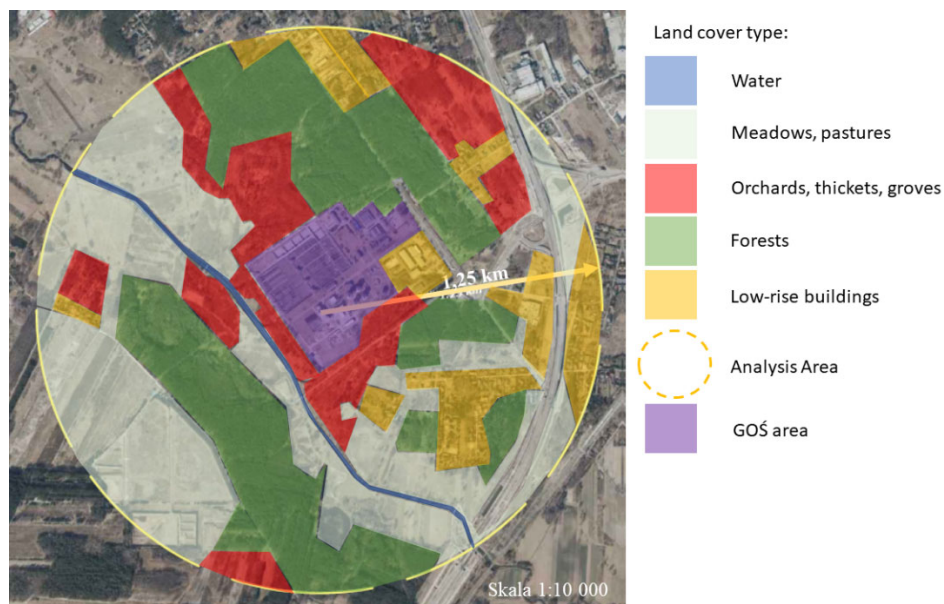 Land cover type:
Water
Meadows, pastures
Orchards, thickets, groves
Forests
Low-rise buildings
Analysis Area
GOŚ area
1,25 km
Skala 1:10 000